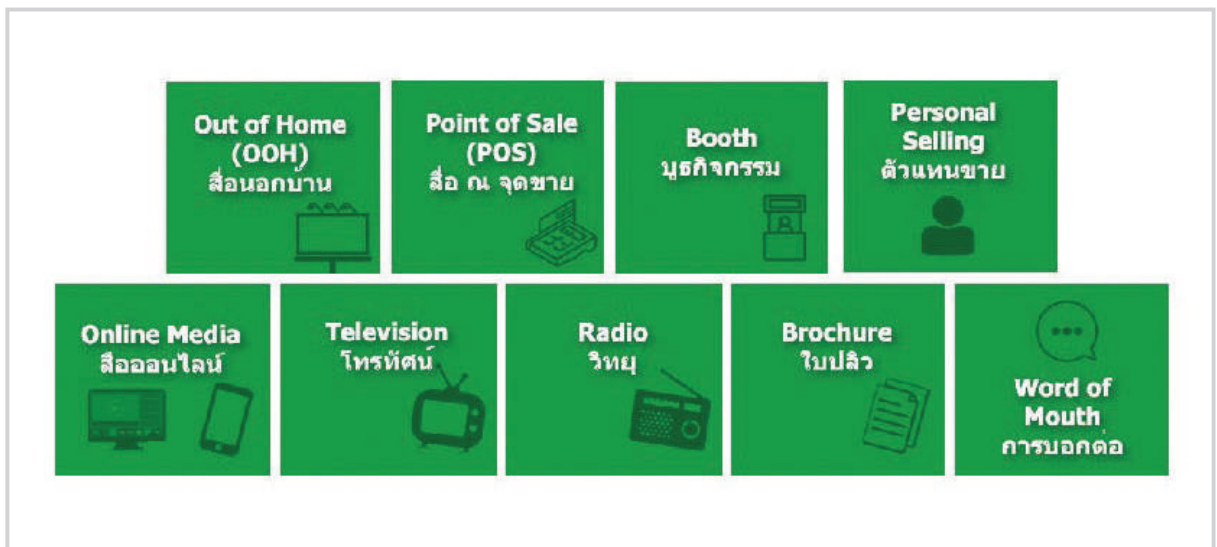 Out of Home
(OOH)
สื่อนอกบ้าน
Point of Sale
(POS)
สื่อ ณ จุดขาย
Booth
บูธกิจกรรม
Personal
Selling
ตัวแทนขาย
Online Media
สื่อออนไลน์
Television
โทรทัศน์
Radio
วิทยุ
Brochure
ใบปลิว
Word of
Mouth
การบอกต่อ